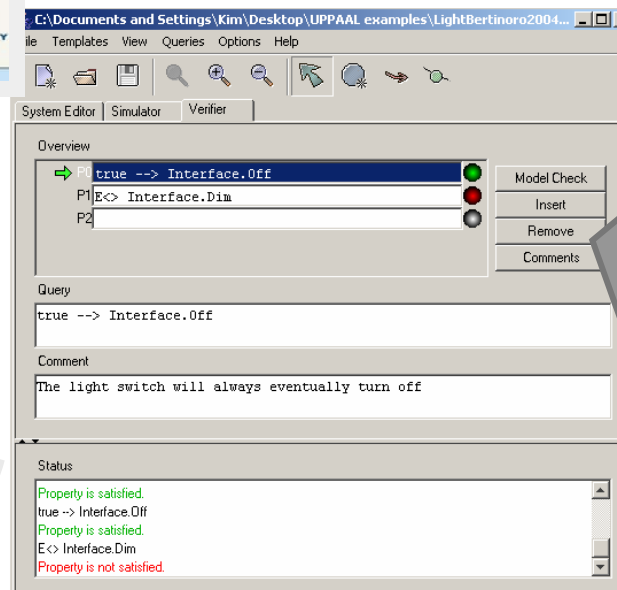 C:\Documents and Settings\Kim\Desktop\UPPAAL examples\LightBertinoro2004...
ile Templates View Queries Options Help
System Editor Simulator Verifier
Overview
P0 true --> Interface.Off
P1 E<> Interface.Dim
P2
Model Check
Insert
Remove
Comments
Query
true --> Interface.Off
Comment
The light switch will always eventually turn off
Status
Property is satisfied.
true --> Interface.Off
Property is satisfied.
E<> Interface.Dim
Property is not satisfied.